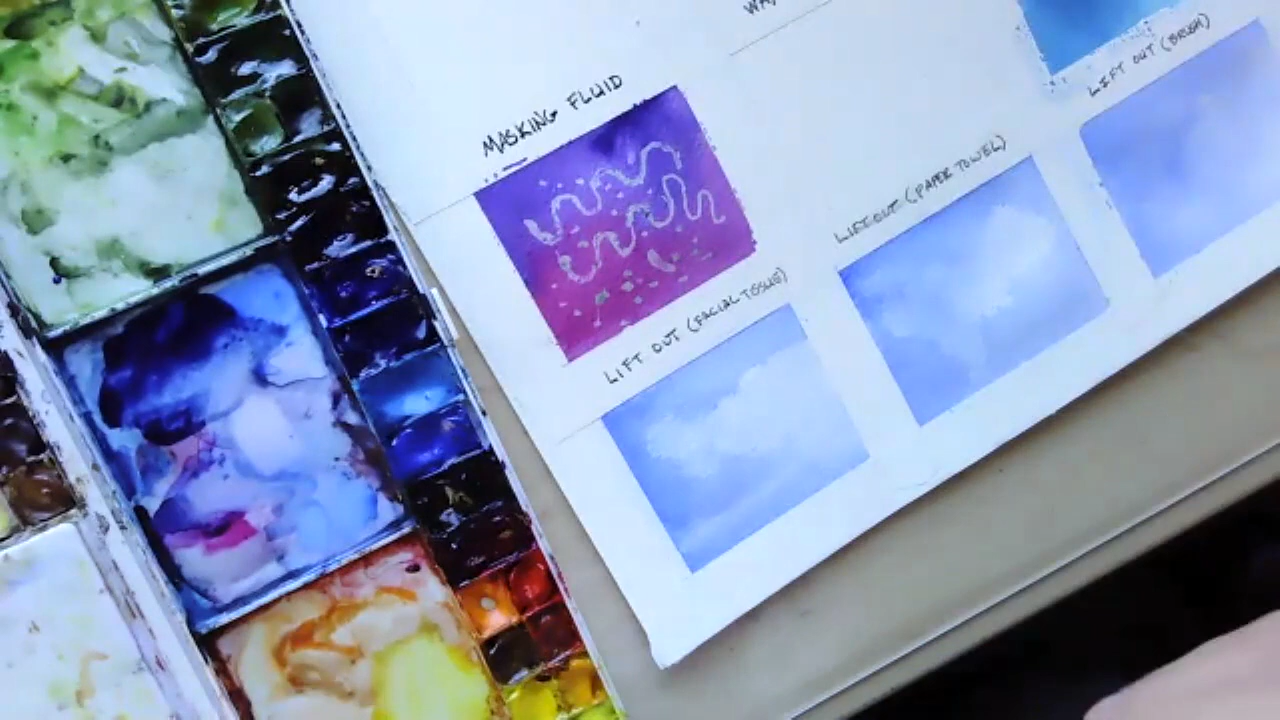 MASKING FLUID
LIFT OUT (BRUSH)
LIFT OUT (PAPER TOWEL)
LIFT OUT (FACIAL TISSUE)